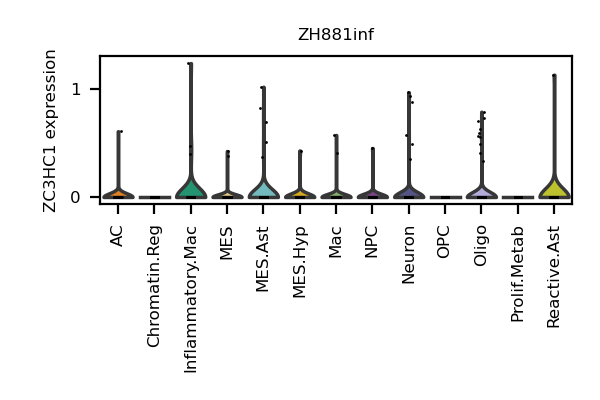 ZH881inf
ZC3HC1 expression
1
0
AC
Chromatin.Reg
Inflammatory.Mac
MES
MES.Ast
MES.Hyp
Mac
NPC
Neuron
OPC
Oligo
Prolif.Metab
Reactive.Ast